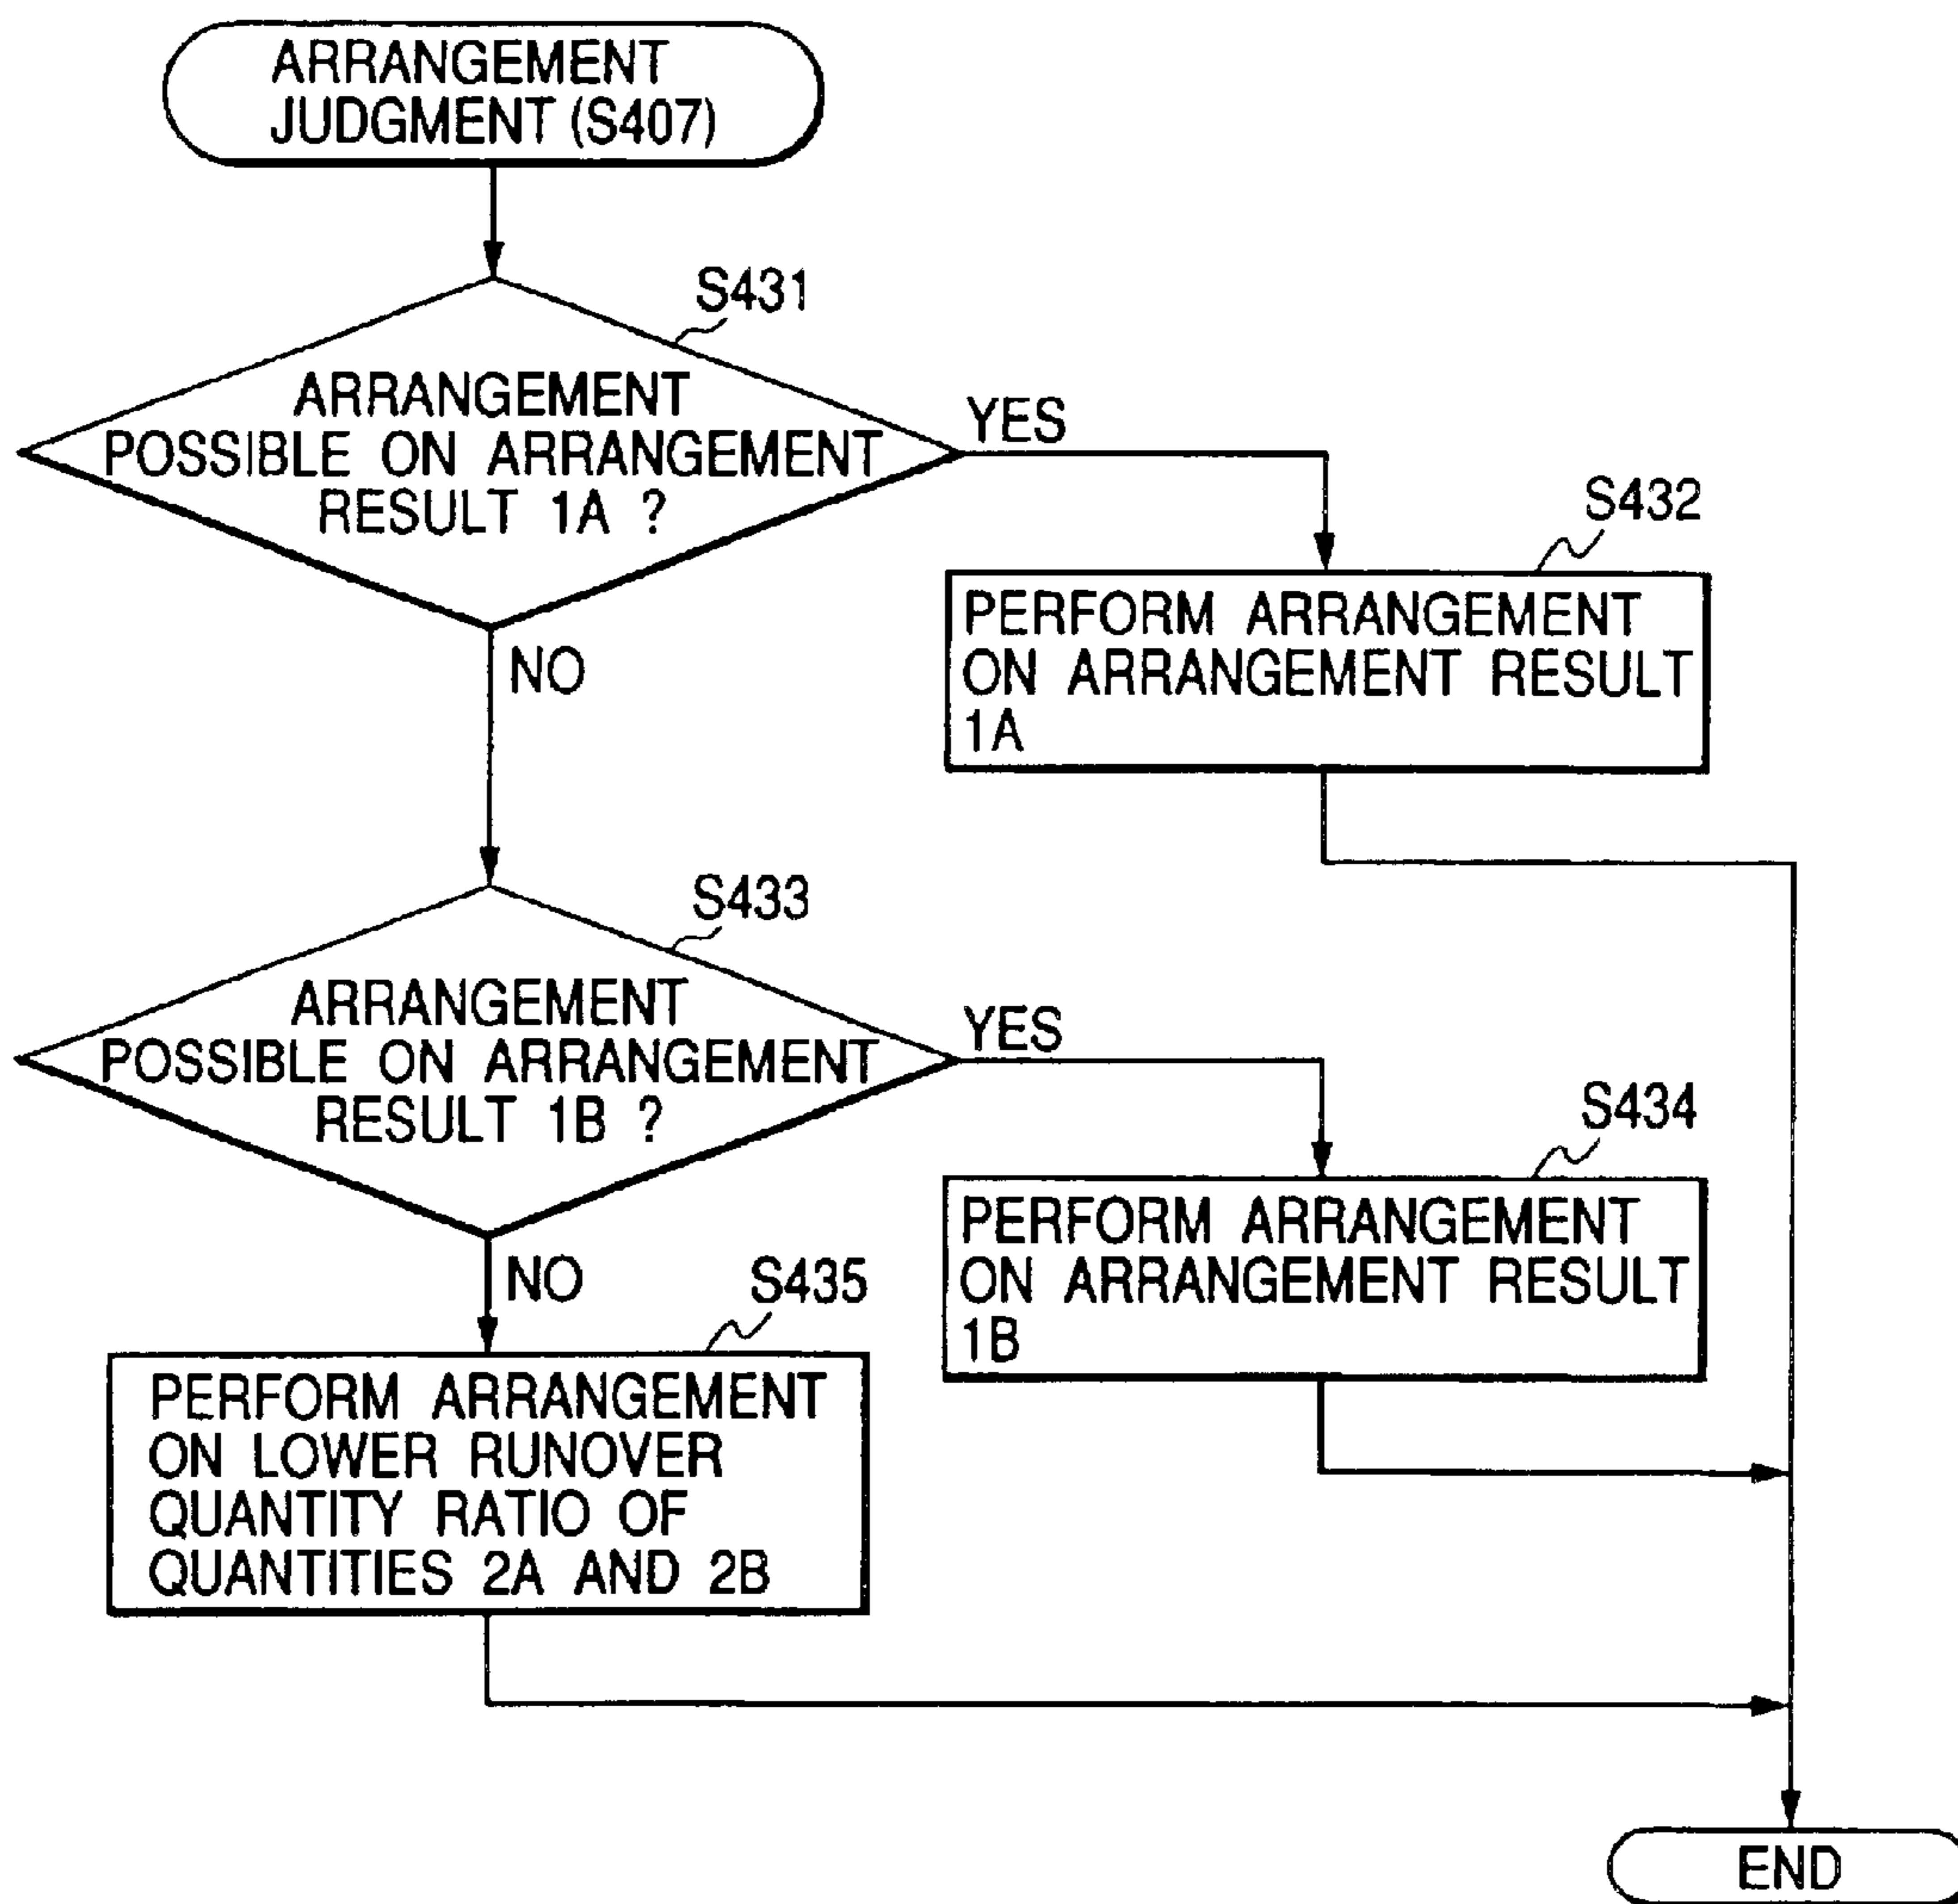 ARRANGEMENT
JUDGMENT (S407)
S431
ARRANGEMENT
POSSIBLE ON ARRANGEMENT
RESULT 1A ?
YES
NO
S432
PERFORM ARRANGEMENT
ON ARRANGEMENT RESULT
1A
S433
ARRANGEMENT
POSSIBLE ON ARRANGEMENT
RESULT 1B ?
YES
NO
S434
PERFORM ARRANGEMENT
ON ARRANGEMENT RESULT
1B
S435
PERFORM ARRANGEMENT
ON LOWER RUNOVER
QUANTITY RATIO OF
QUANTITIES 2A AND 2B
END